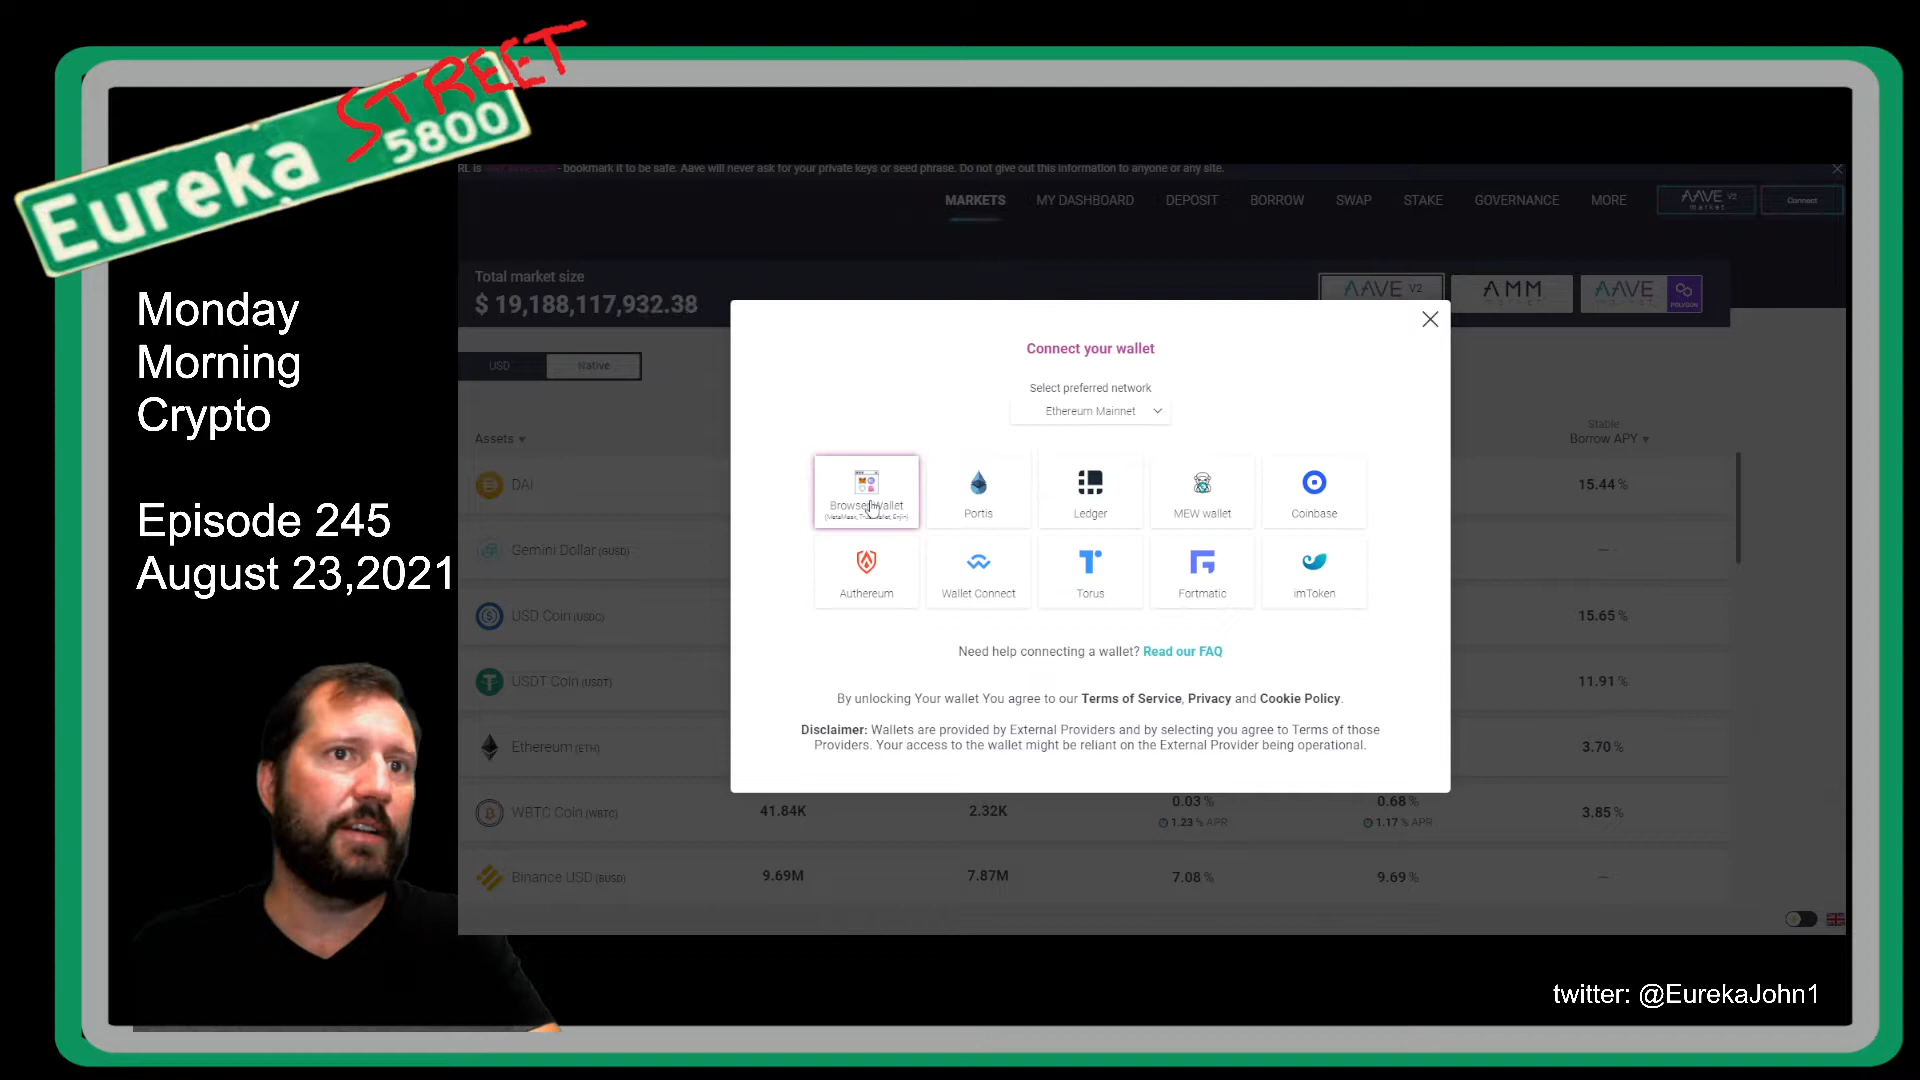 STREET
Eureka 5800
Monday
Morning
Crypto
Episode 245
August 23,2021
RL is - bookmark it to be safe. Aave will never ask for your private keys or seed phrase. Do not give out this information to anyone or any site.
MARKETS MY DASHBOARD DEPOSIT BORROW SWAP STAKE GOVERNANCE MORE AAVE V2 market Connect
Total market size
$ 19,188,117,932.38
AAVE V2 AMM market AAVE market POLYGON
USD Native
Assets
Stable
Borrow APY
DAI 15.44 %
Gemini Dollar (GUSD) —
USD Coin (USDC) 15.65 %
USDT Coin (USDT) 11.91 %
Ethereum (ETH) 3.70 %
WBTC Coin (WBTC) 41.84K 2.32K 0.03 % 0.68 % 3.85 %
1.23 % APR 1.17 % APR
Binance USD (BUSD) 9.69M 7.87M 7.08 % 9.69 % —
Connect your wallet
Select preferred network
Ethereum Mainnet
Browser Wallet
(MetaMask, TrustWallet, Enjin)
Portis
Ledger
MEW wallet
Coinbase
Authereum
Wallet Connect
Torus
Fortmatic
imToken
Need help connecting a wallet? Read our FAQ
By unlocking Your wallet You agree to our Terms of Service, Privacy and Cookie Policy.
Disclaimer: Wallets are provided by External Providers and by selecting you agree to Terms of those
Providers. Your access to the wallet might be reliant on the External Provider being operational.
twitter: @EurekaJohn1